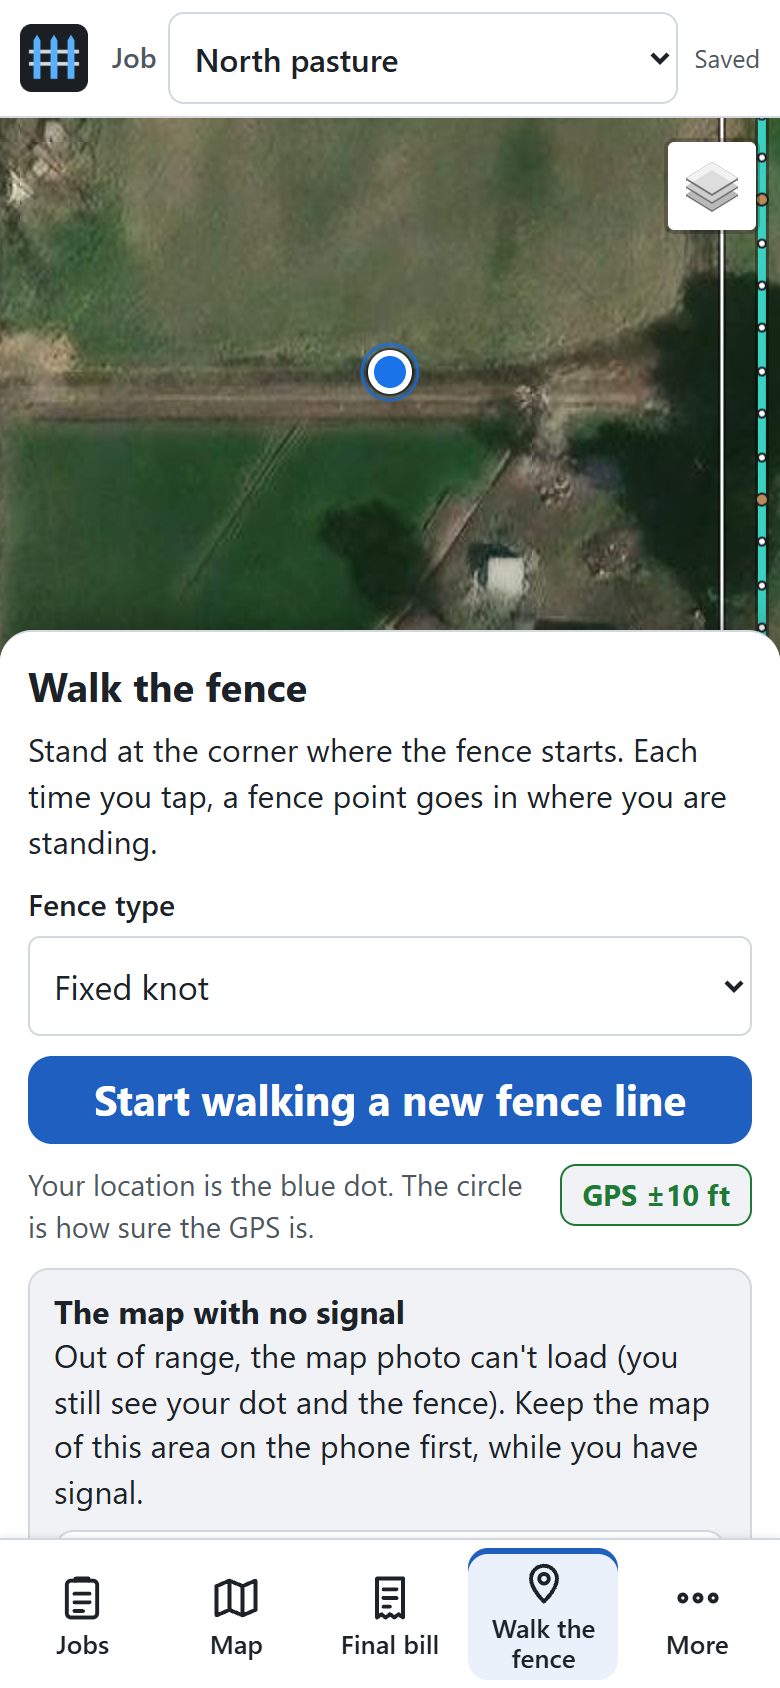 Job
North pasture
Saved
Walk the fence
Stand at the corner where the fence starts. Each
time you tap, a fence point goes in where you are
standing.
Fence type
Fixed knot
Start walking a new fence line
Your location is the blue dot. The circle
is how sure the GPS is.
GPS ±10 ft
The map with no signal
Out of range, the map photo can't load (you
still see your dot and the fence). Keep the map
of this area on the phone first, while you have
signal.
Jobs
Map
Final bill
Walk the
fence
More